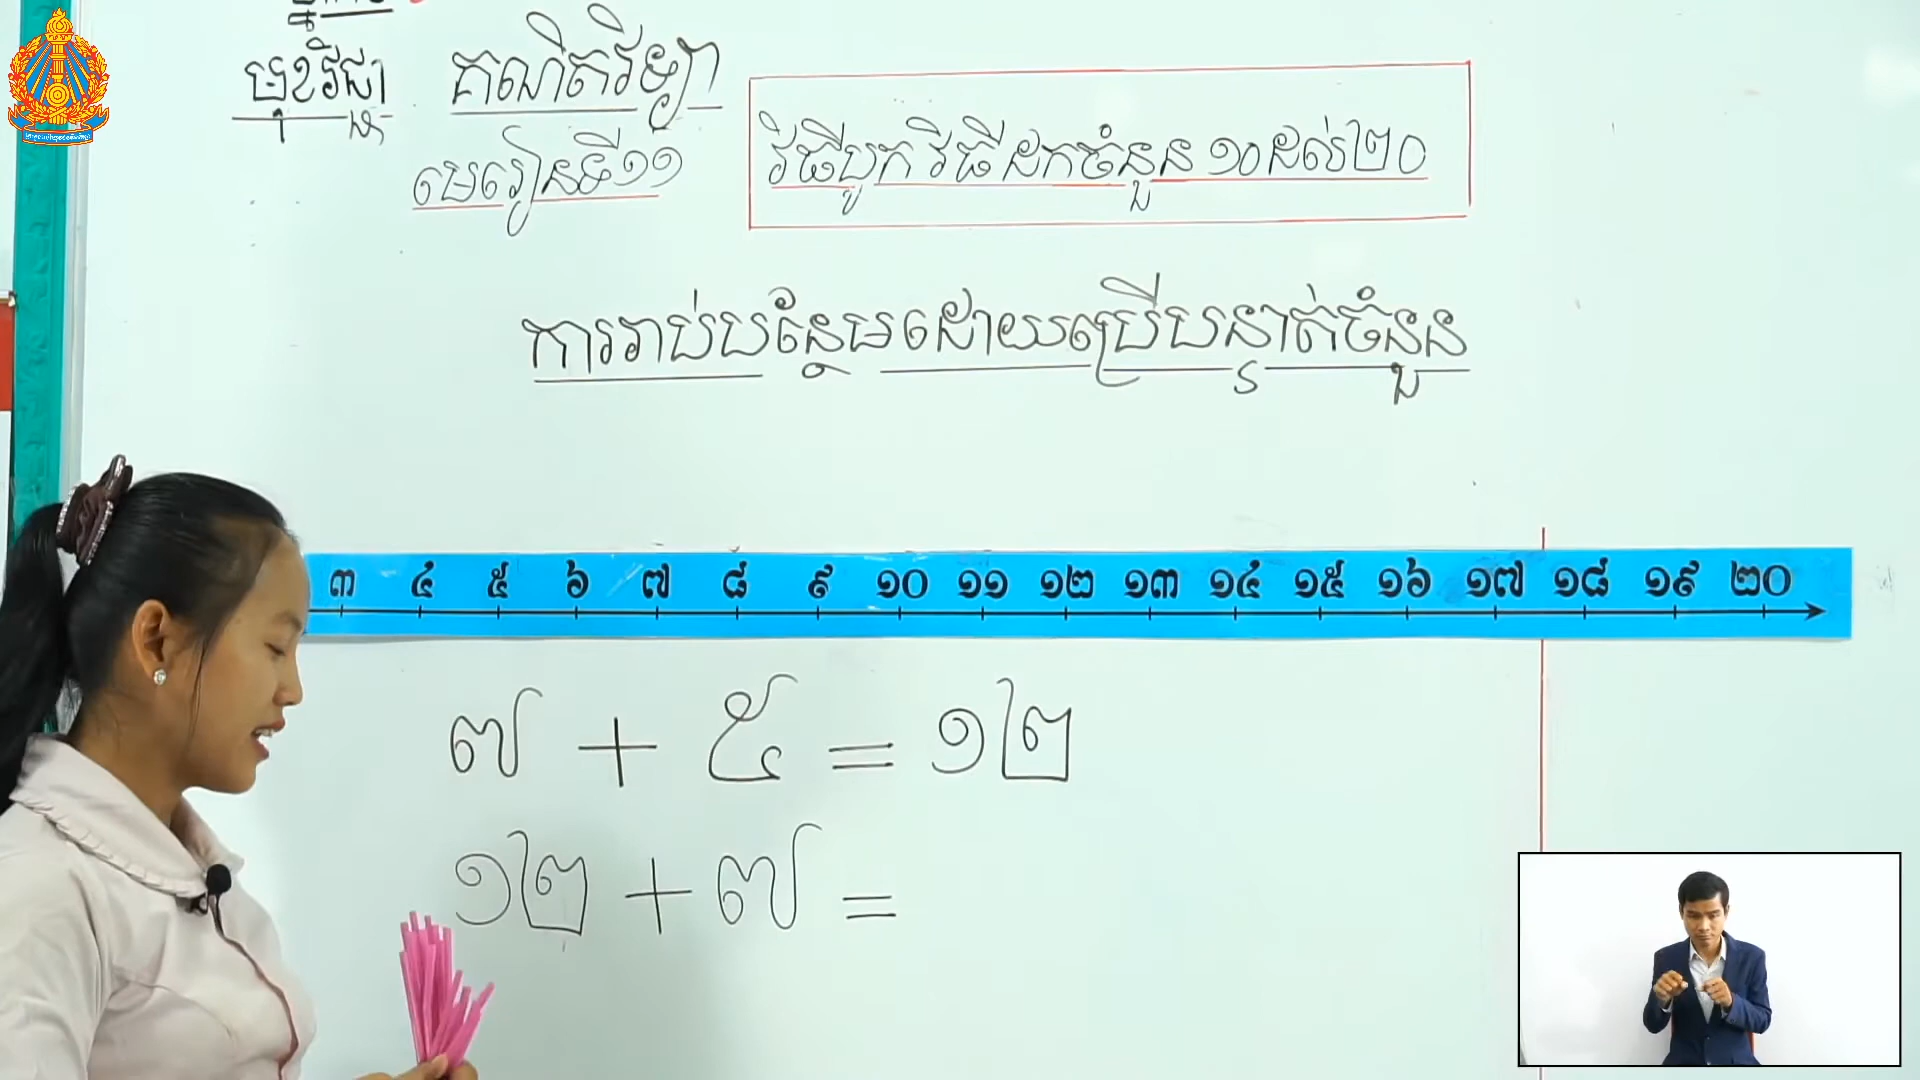 មុខវិជ្ជា គណិតវិទ្យា
មេរៀនទី១១
វិធីបូក វិធីដកចំនួន ១០ដល់២០
ការរាប់បន្ថែមដោយប្រើបន្ទាត់ចំនួន
៣ ៤ ៥ ៦ ៧ ៨ ៩ ១០ ១១ ១២ ១៣ ១៤ ១៥ ១៦ ១៧ ១៨ ១៩ ២០
៧ + ៥ = ១២
១២ + ៧ =